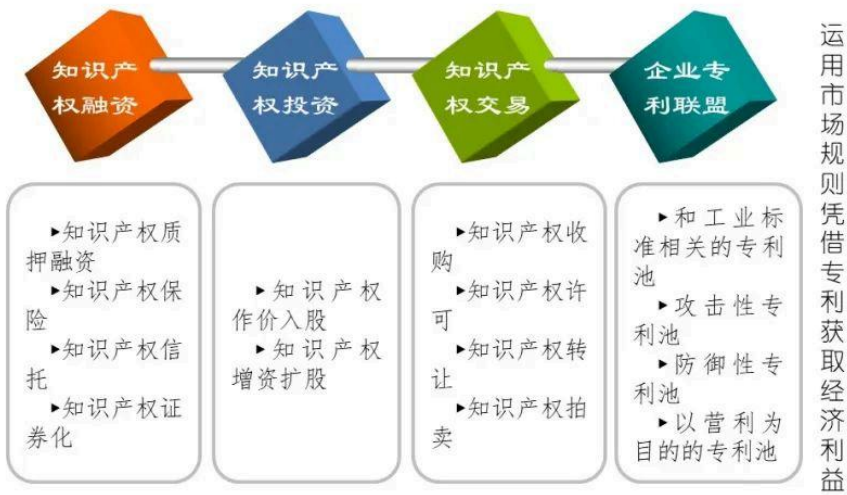 知识产
权融资
知识产
权投资
知识产
权交易
企业专
利联盟
▸知识产权质
押融资
▸知识产权保
险
▸知识产权信
托
▸知识产权证
券化
▸知识产权
作价入股
▸知识产权
增资扩股
▸知识产权收
购
▸知识产权许
可
▸知识产权转
让
▸知识产权拍
卖
▸和工业标
准相关的专利
池
▸攻击性专
利池
▸防御性专
利池
▸以营利为
目的的专利池
运用市场规则凭借专利获取经济利益